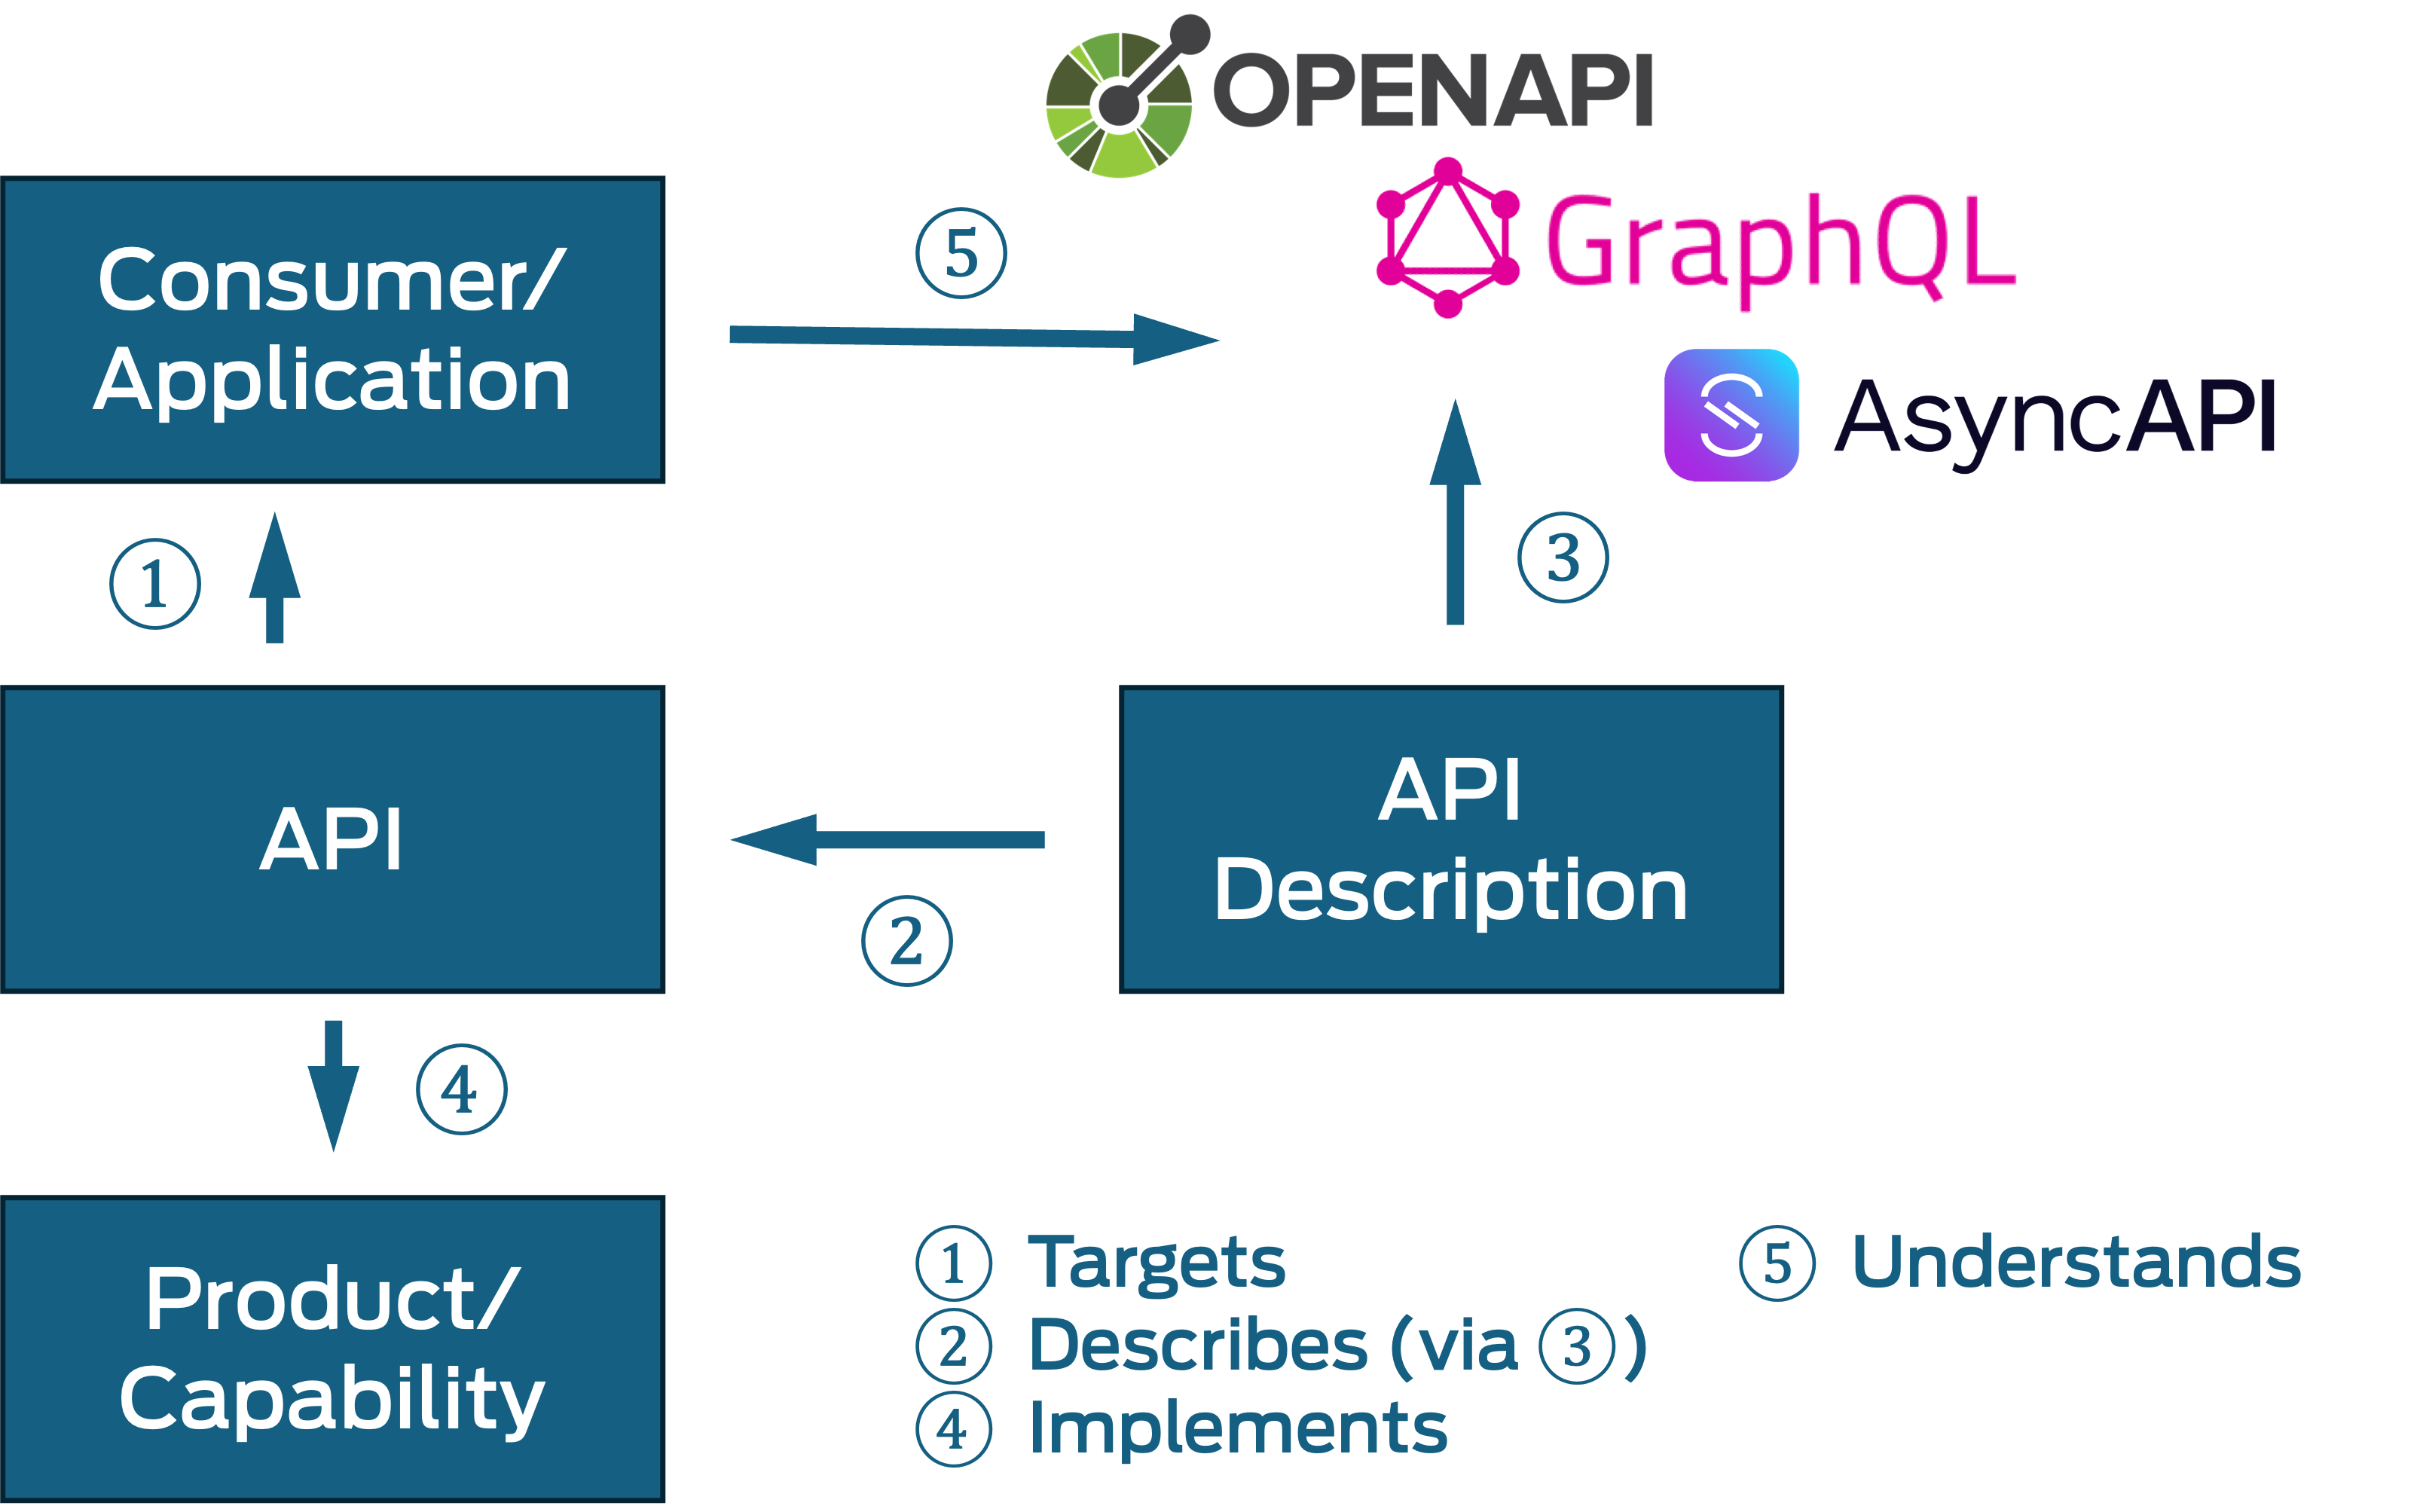 OPENAPI
GraphQL
AsyncAPI
Consumer/
Application
⑤
①
③
API
API
Description
②
④
Product/
Capability
① Targets
② Describes (via ③)
④ Implements
⑤ Understands